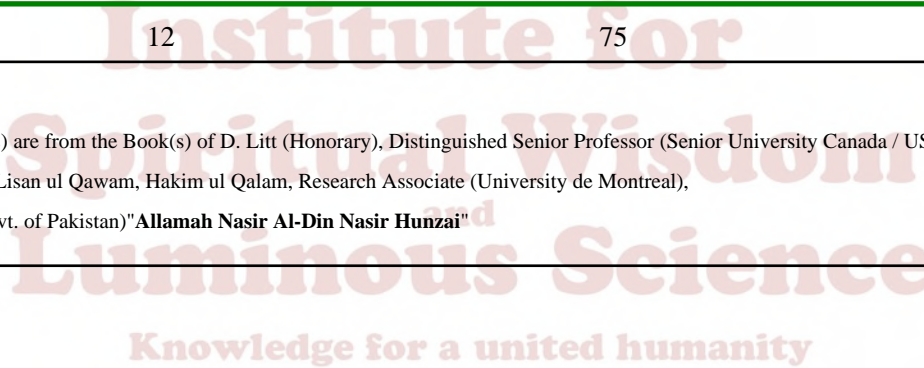 Institute for
12 75
Spiritual Wisdom
) are from the Book(s) of D. Litt (Honorary), Distinguished Senior Professor (Senior University Canada / US
Lisan ul Qawam, Hakim ul Qalam, Research Associate (University de Montreal),
and
vt. of Pakistan)"Allamah Nasir Al-Din Nasir Hunzai"
Luminous Science
Knowledge for a united humanity